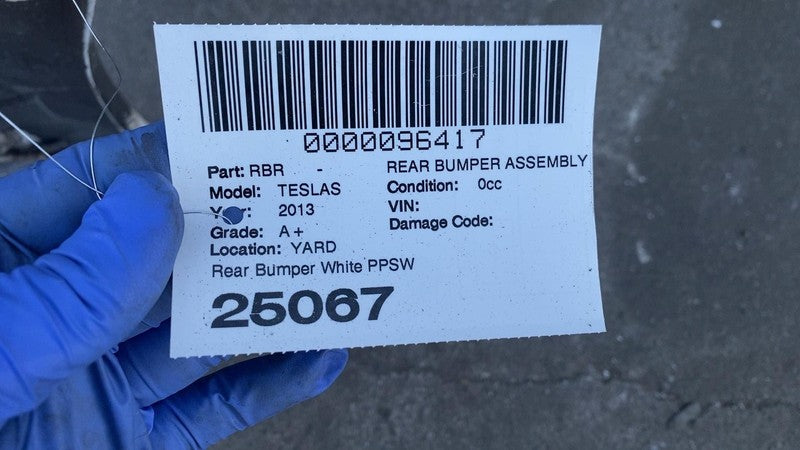 0000096417
Part: RBR - REAR BUMPER ASSEMBLY
Model: TESLAS Condition: 0cc
2013 VIN:
Grade: A+ Damage Code:
Location: YARD
Rear Bumper White PPSW
25067